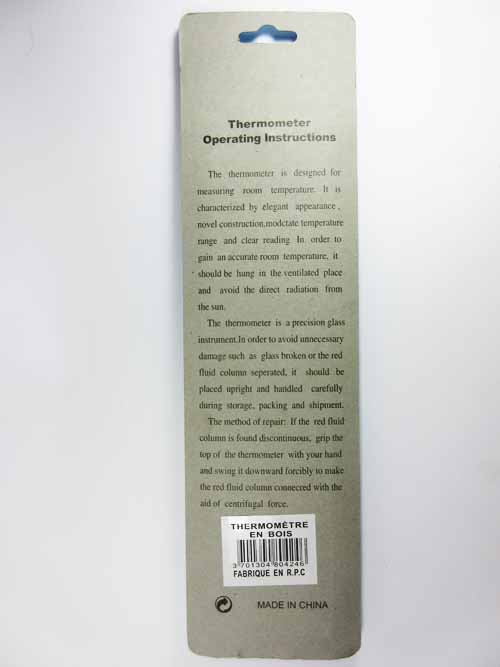 Thermometer
Operating Instructions
The thermometer is designed for
measuring room temperature. It is
characterized by elegant appearance,
novel construction,modctate temperature
range and clear reading In order to
gain an accurate room temperature, it
should be hung in the ventilated place
and avoid the direct radiation from
the sun.
The thermometer is a precision glass
instrument.In order to avoid unnecessary
damage such as glass broken or the red
fluid column seperated, it should be
placed upright and handled carefully
during storage, packing and shipment.
The method of repair: If the red fluid
column is found discontinuous, grip the
top of the thermometer with your hand
and swing it downward forcibly to make
the red fluid column connecred with the
aid of centrifugal force.
THERMOMÈTRE
EN BOIS
3 701304 804246
FABRIQUE EN R.P.C
MADE IN CHINA